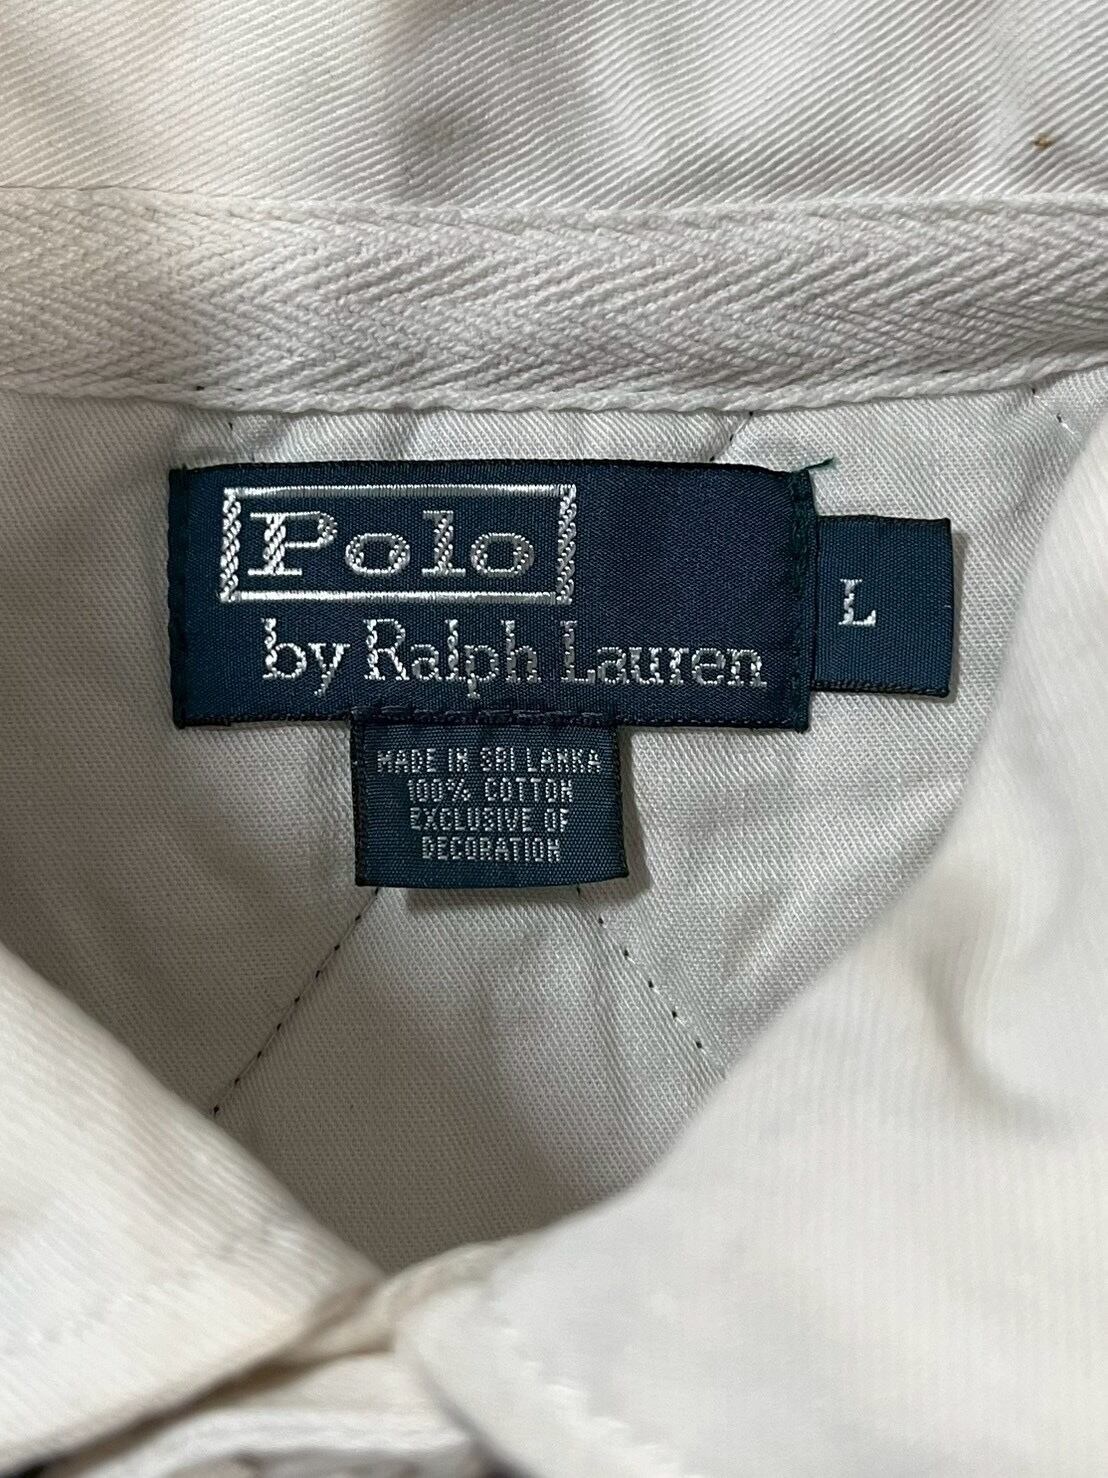 Polo
by Ralph Lauren
L
MADE IN SRI LANKA
100% COTTON
EXCLUSIVE OF
DECORATION